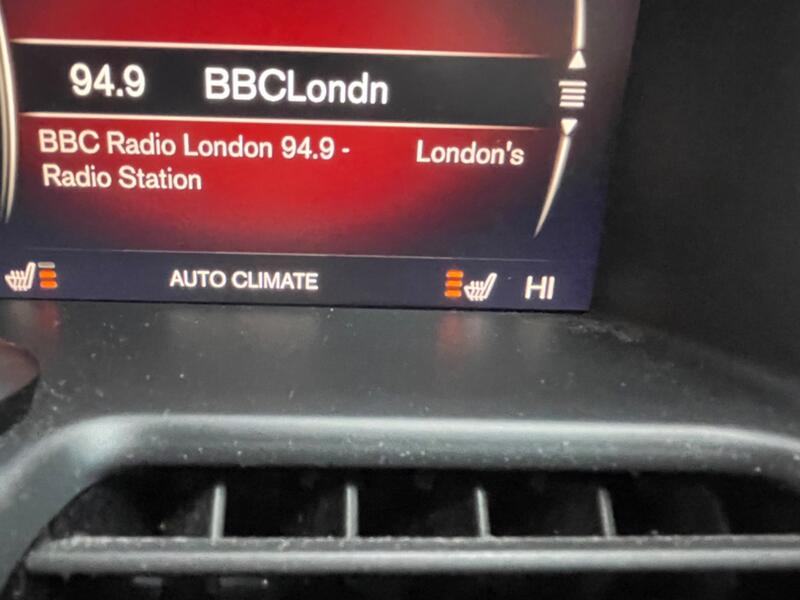 94.9 BBCLondn
BBC Radio London 94.9 - London's
Radio Station
AUTO CLIMATE HI